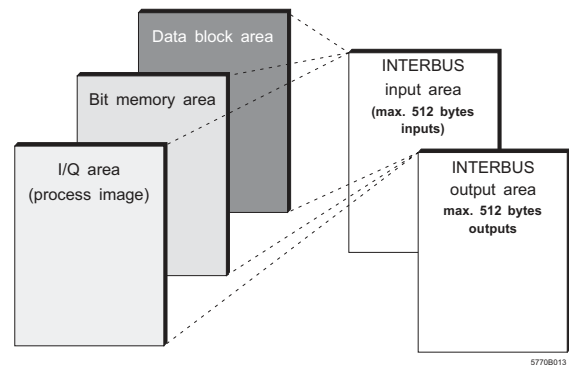 Data block area
Bit memory area
I/Q area
(process image)
INTERBUS
input area
(max. 512 bytes
inputs)
INTERBUS
output area
max. 512 bytes
outputs
5770B013